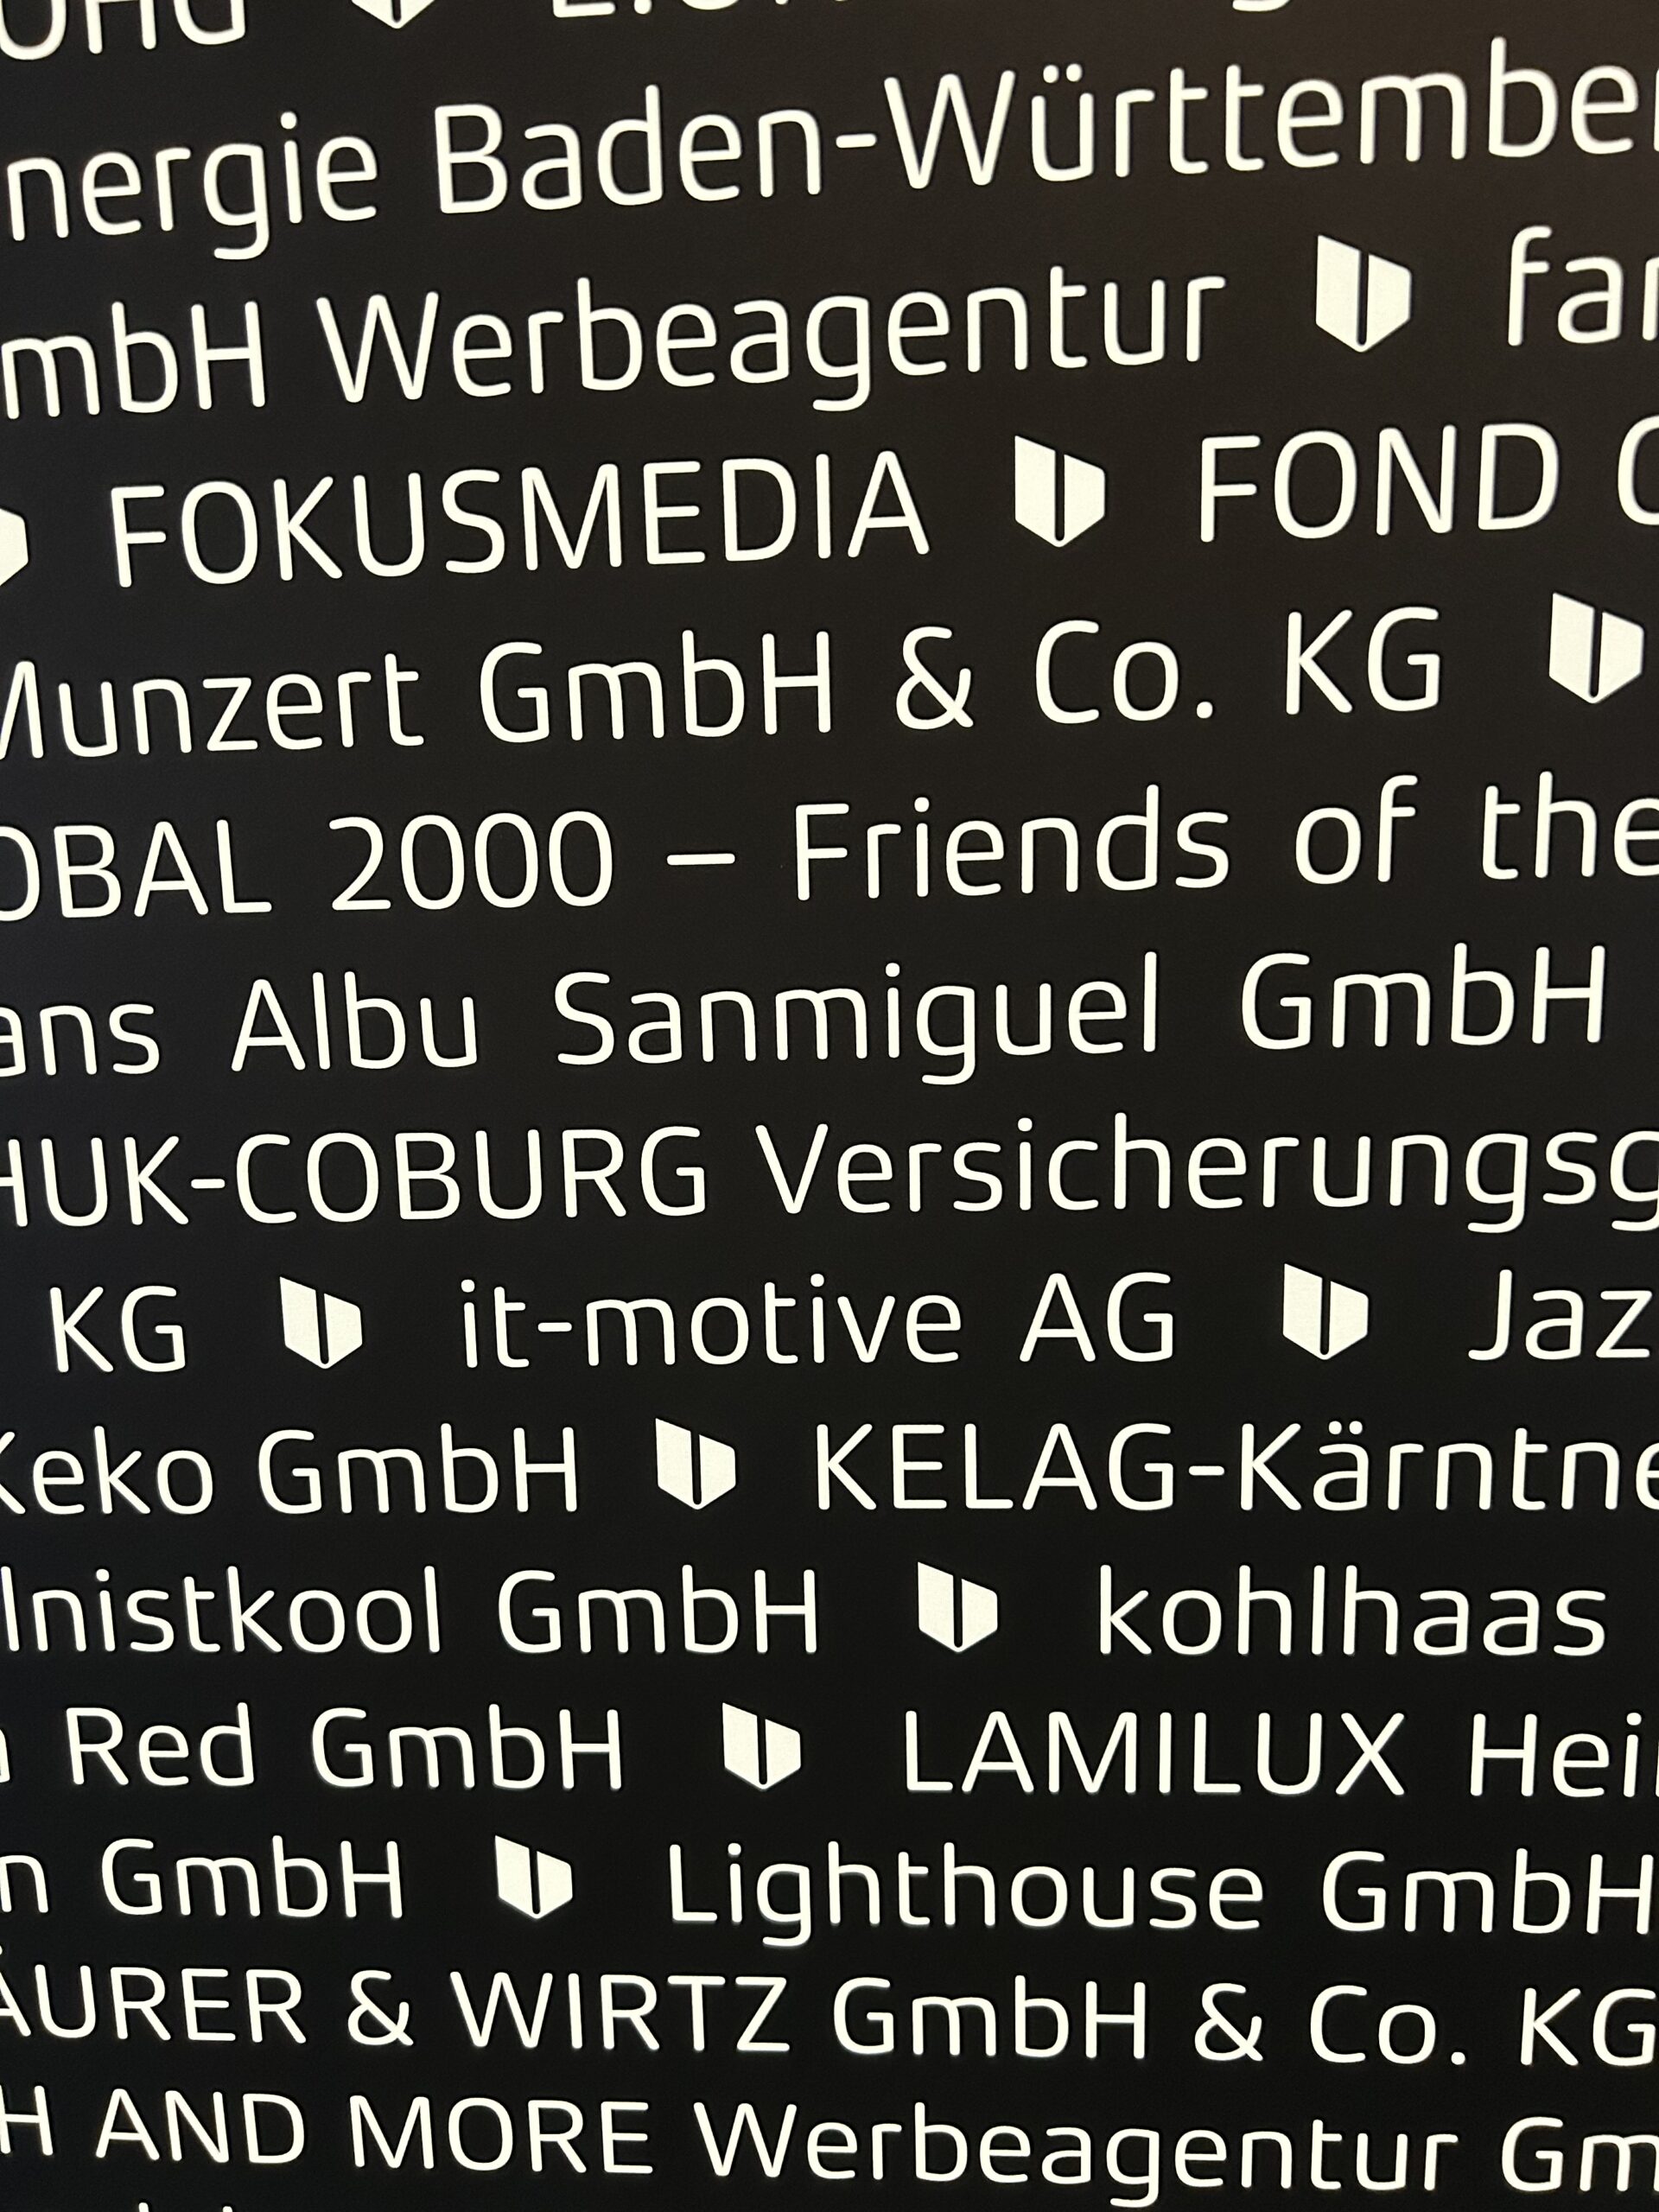 OHG
nergie Baden-Württember
mbH Werbeagentur far
FOKUSMEDIA FOND
Munzert GmbH & Co. KG
OBAL 2000 – Friends of the
ans Albu Sanmiguel GmbH
HUK-COBURG Versicherungsg
KG it-motive AG Jaz
Keko GmbH KELAG-Kärntne
lnistkool GmbH kohlhaas
Red GmbH LAMILUX Hei
n GmbH Lighthouse GmbH
ÄURER & WIRTZ GmbH & Co. KG
H AND MORE Werbeagentur Gm